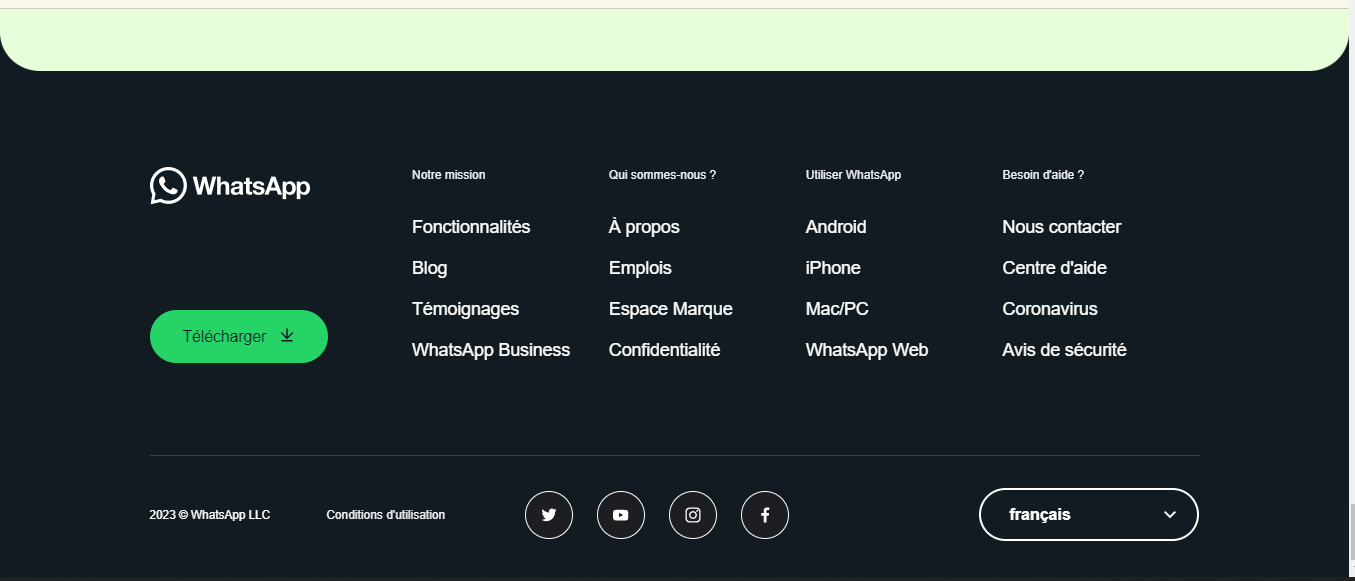 WhatsApp
Télécharger
Notre mission
Fonctionnalités
Blog
Témoignages
WhatsApp Business
Qui sommes-nous ?
À propos
Emplois
Espace Marque
Confidentialité
Utiliser WhatsApp
Android
iPhone
Mac/PC
WhatsApp Web
Besoin d'aide ?
Nous contacter
Centre d'aide
Coronavirus
Avis de sécurité
2023 © WhatsApp LLC
Conditions d'utilisation
français